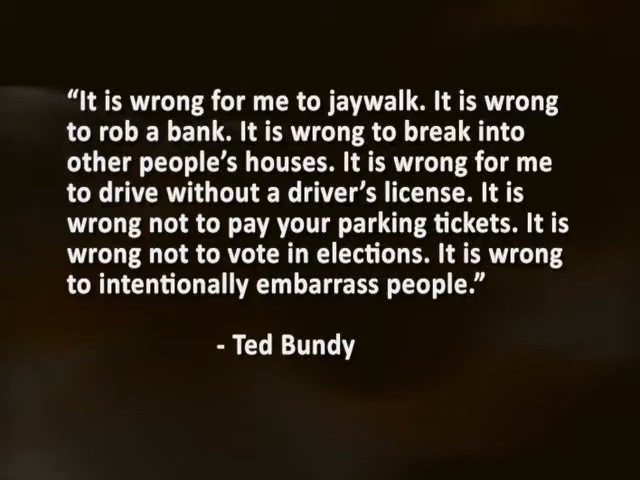 “It is wrong for me to jaywalk. It is wrong
to rob a bank. It is wrong to break into
other people’s houses. It is wrong for me
to drive without a driver’s license. It is
wrong not to pay your parking tickets. It is
wrong not to vote in elections. It is wrong
to intentionally embarrass people.”
- Ted Bundy